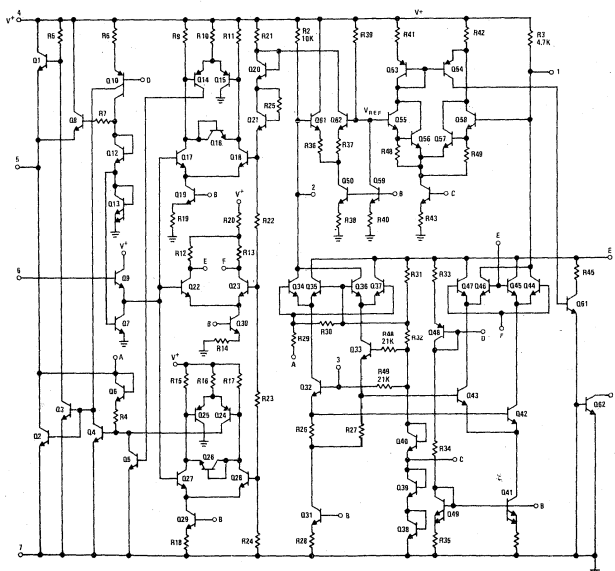 V+ 4
V+
R5
R6
R9
R10
R11
R21
R2 10K
R39
R41
R42
R3 4.7K
1
Q1
Q10
D
Q14
Q15
Q20
Q53
Q54
Q8
R7
R25
Q61
Q62
VREF
Q55
Q58
Q12
Q16
Q21
R36
R37
Q56
Q57
5
Q17
Q18
R48
R49
Q13
Q19
B
2
Q50
Q59
B
C
R19
V+
R20
R22
R38
R40
R43
V+
E
E
R12
R13
R31
R33
R45
6
Q9
E
F
Q34
Q35
Q36
Q37
Q47
Q46
Q45
Q44
Q22
Q23
Q61
Q7
B
Q30
R29
R30
R32
Q46
D
F
A
R14
A
Q33
R4A 21K
3
V+
Q6
R15
R16
R17
R23
Q32
R49 21K
Q43
Q62
R4
Q25
Q24
Q42
Q2
Q3
Q4
Q5
R26
R27
Q40
R34
Q26
C
Q27
Q28
Q39
Q41
Q29
B
Q31
B
Q38
Q49
B
7
R18
R24
R28
R35